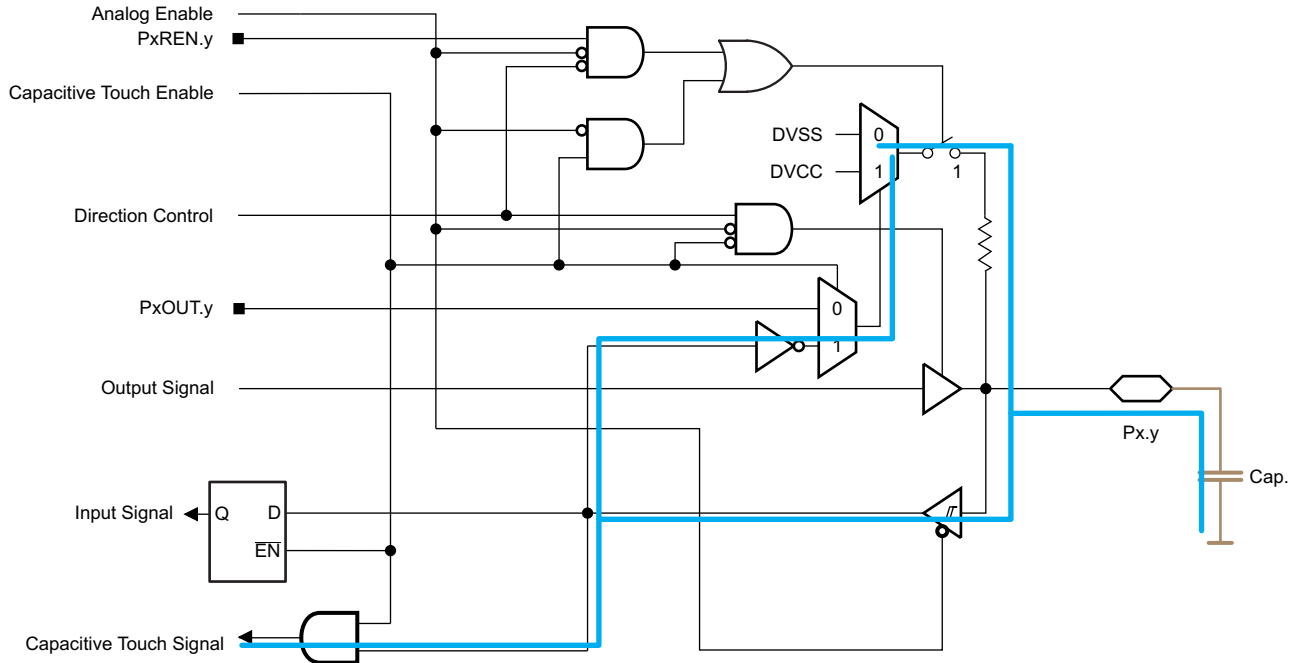 Analog Enable
PxREN.y
Capacitive Touch Enable
DVSS
0
DVCC
1
1
Direction Control
PxOUT.y
0
1
Output Signal
Px.y
Cap.
Input Signal
Q
D
EN
Capacitive Touch Signal